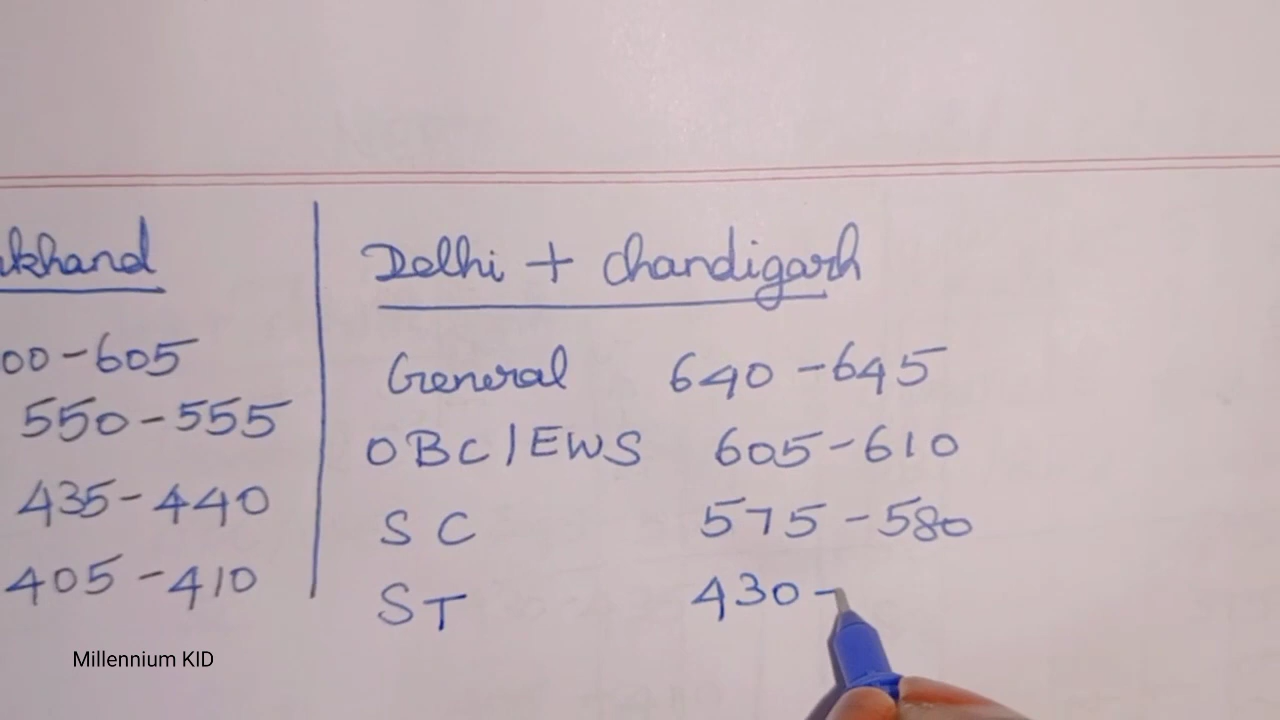 khand
00-605
550-555
435-440
405-410
Delhi + Chandigarh
General 640-645
OBC/EWS 605-610
SC 575-580
ST 430-
Millennium KID